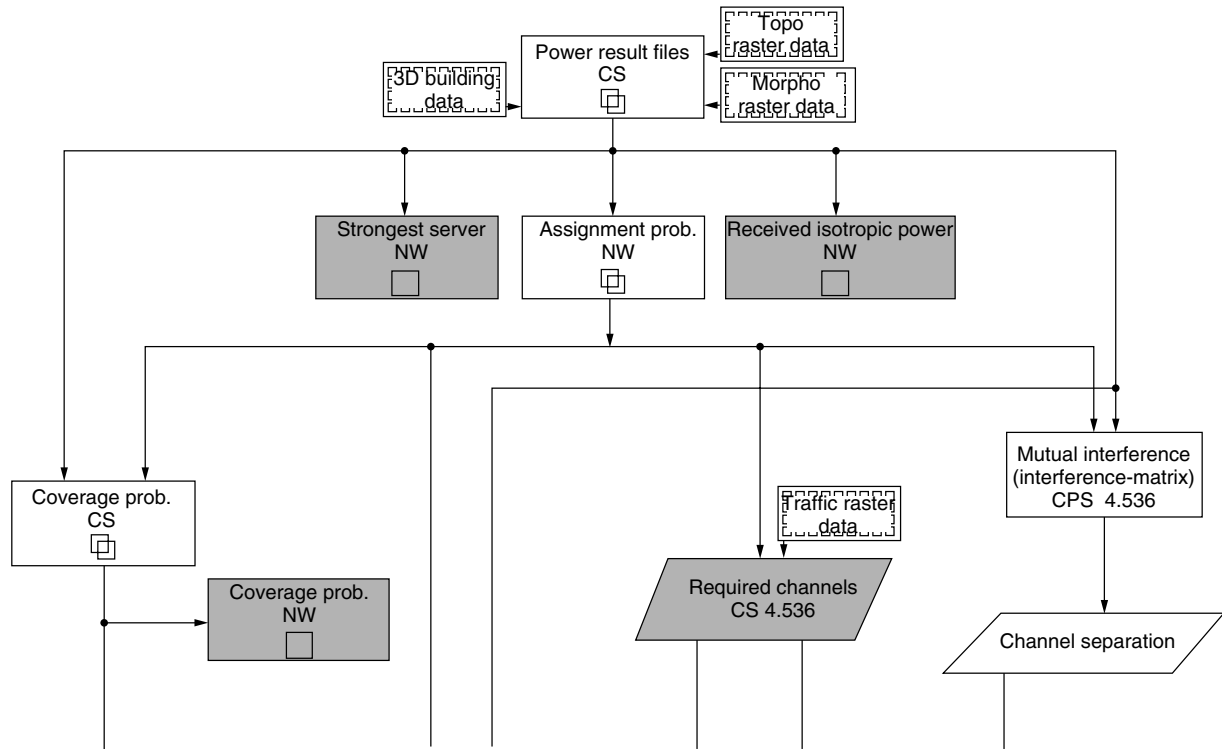 Topo
raster data
Power result files
CS
3D building
data
Morpho
raster data
Strongest server
NW
Assignment prob.
NW
Received isotropic power
NW
Mutual interference
(interference-matrix)
CPS 4.536
Coverage prob.
CS
Traffic raster
data
Required channels
CS 4.536
Coverage prob.
NW
Channel separation